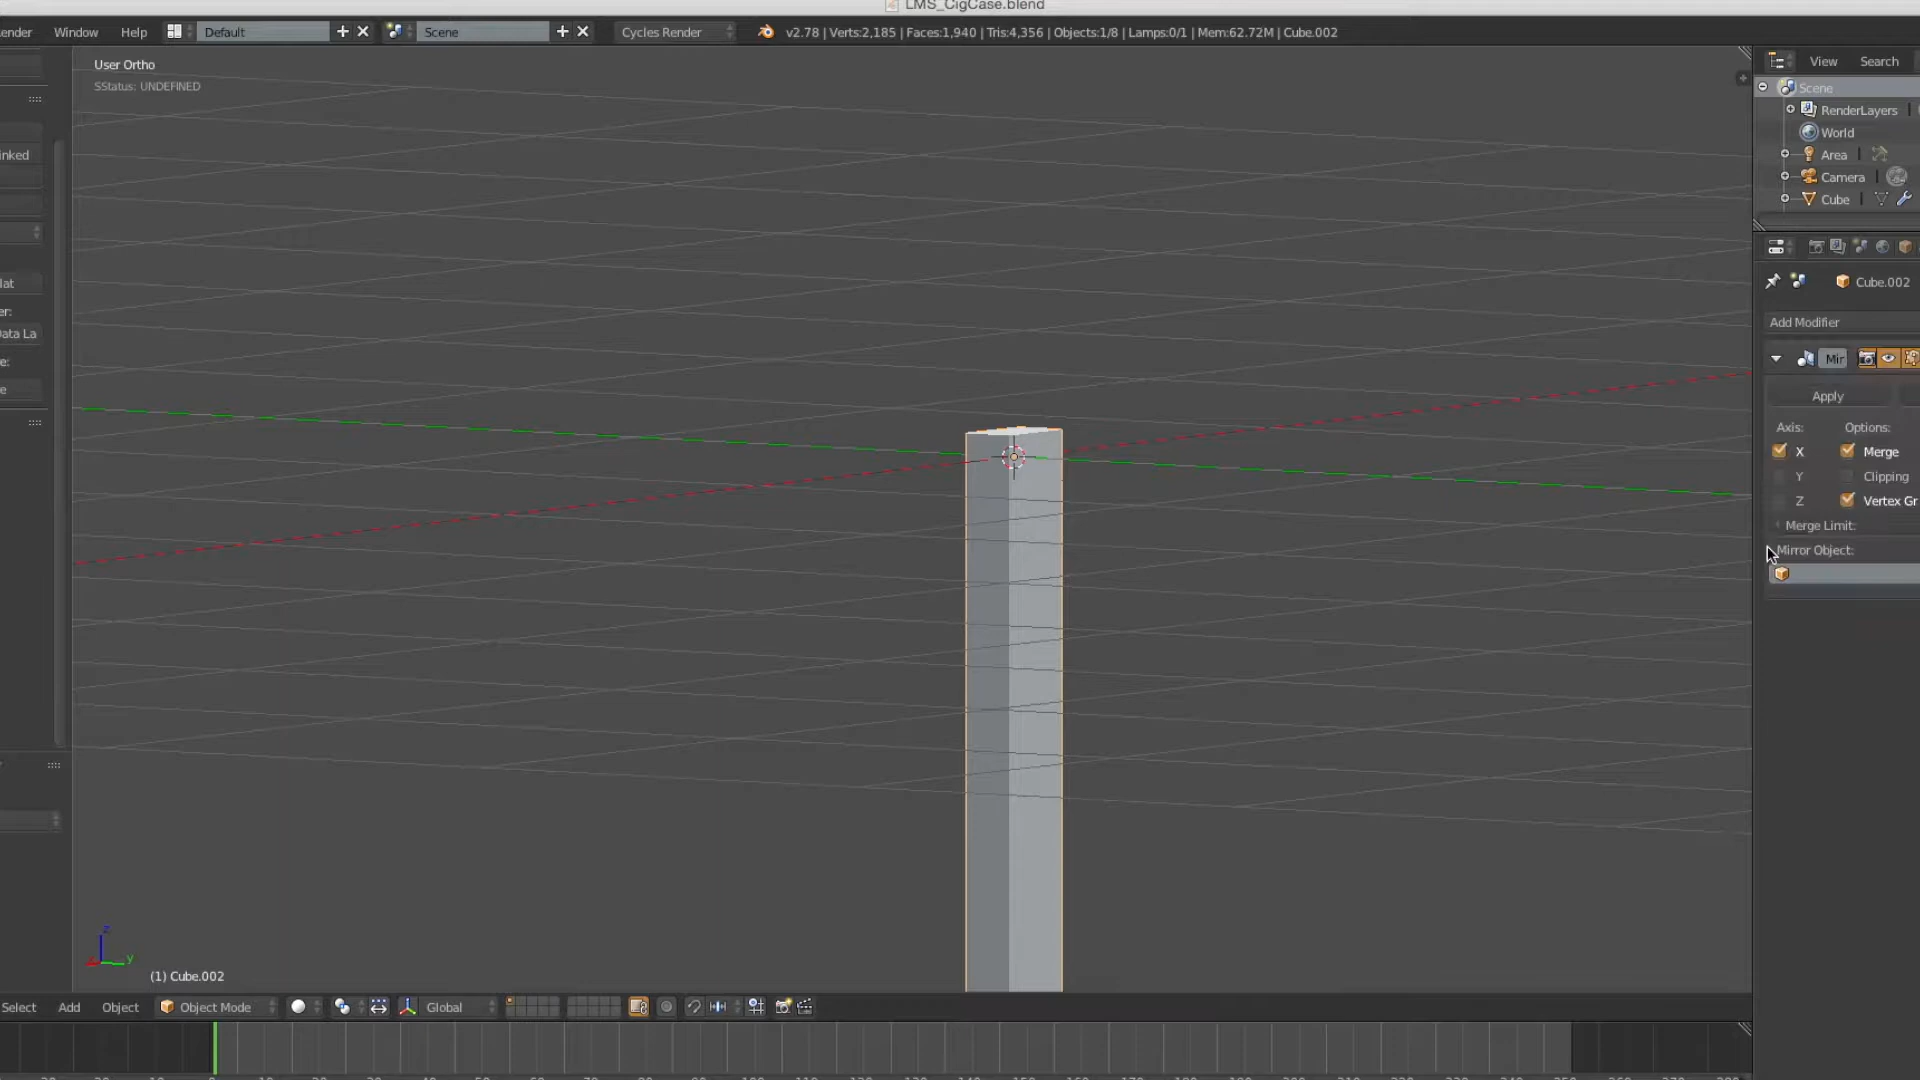 LMS_CigCase.blend
ender Window Help Default Scene Cycles Render v2.78 | Verts:2,185 | Faces:1,940 | Tris:4,356 | Objects:1/8 | Lamps:0/1 | Mem:62.72M | Cube.002
User Ortho
SStatus: UNDEFINED
View Search
Scene
RenderLayers
World
Area
Camera
Cube
inked
lat
er:
Data La
e:
e
Cube.002
Add Modifier
Mir
Apply
Axis: Options:
X Merge
Y Clipping
Z Vertex Gr
Merge Limit:
Mirror Object:
z
y
(1) Cube.002
Select Add Object Object Mode Global